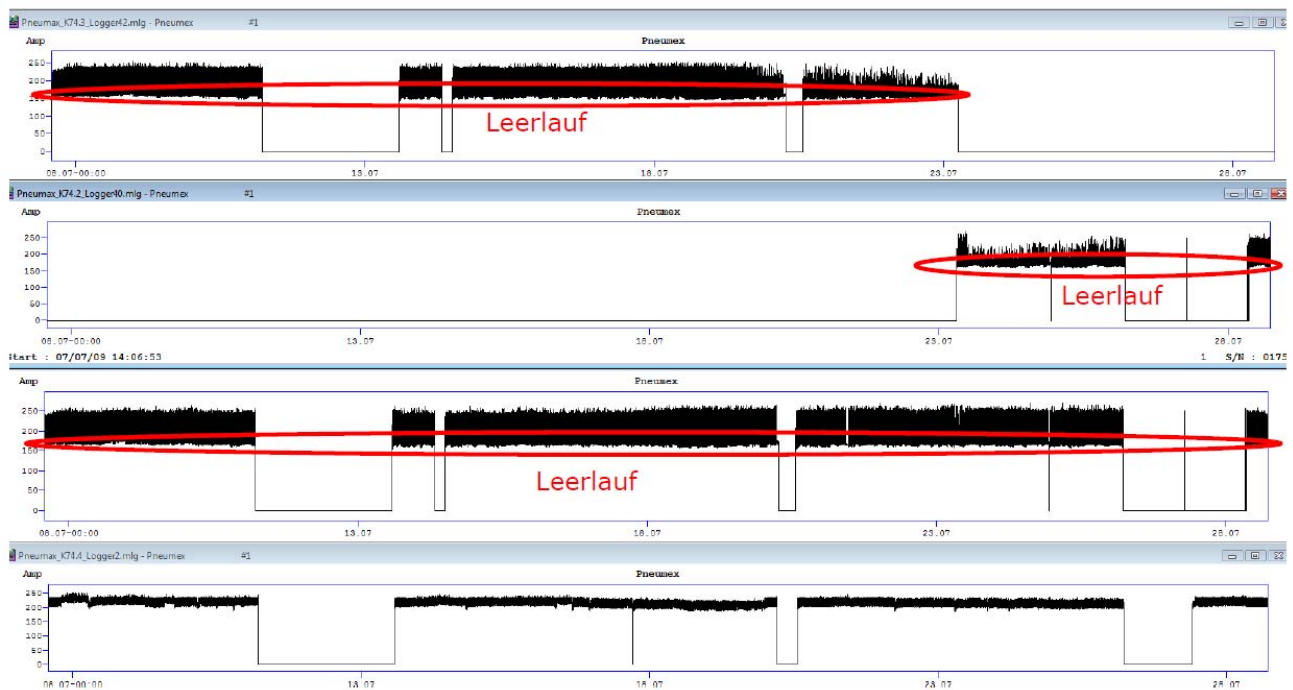 Pneumax_K74.3_Logger42.mlg - Pneumex #1
Amp Pneumex
250
200
150
100
50
0
Leerlauf
08.07-00:00 13.07 18.07 23.07 28.07
Pneumax_K74.2_Logger40.mlg - Pneumex #1
Amp Pneumex
250
200
150
100
50
0
Leerlauf
08.07-00:00 13.07 18.07 23.07 28.07
Start : 07/07/09 14:06:53 1 S/N : 0175
Amp Pneumex
250
200
150
100
50
0
Leerlauf
08.07-00:00 13.07 18.07 23.07 28.07
Pneumax_K74.4_Logger2.mlg - Pneumex #1
Amp Pneumex
250
200
150
100
50
0
08.07-00:00 13.07 18.07 23.07 28.07